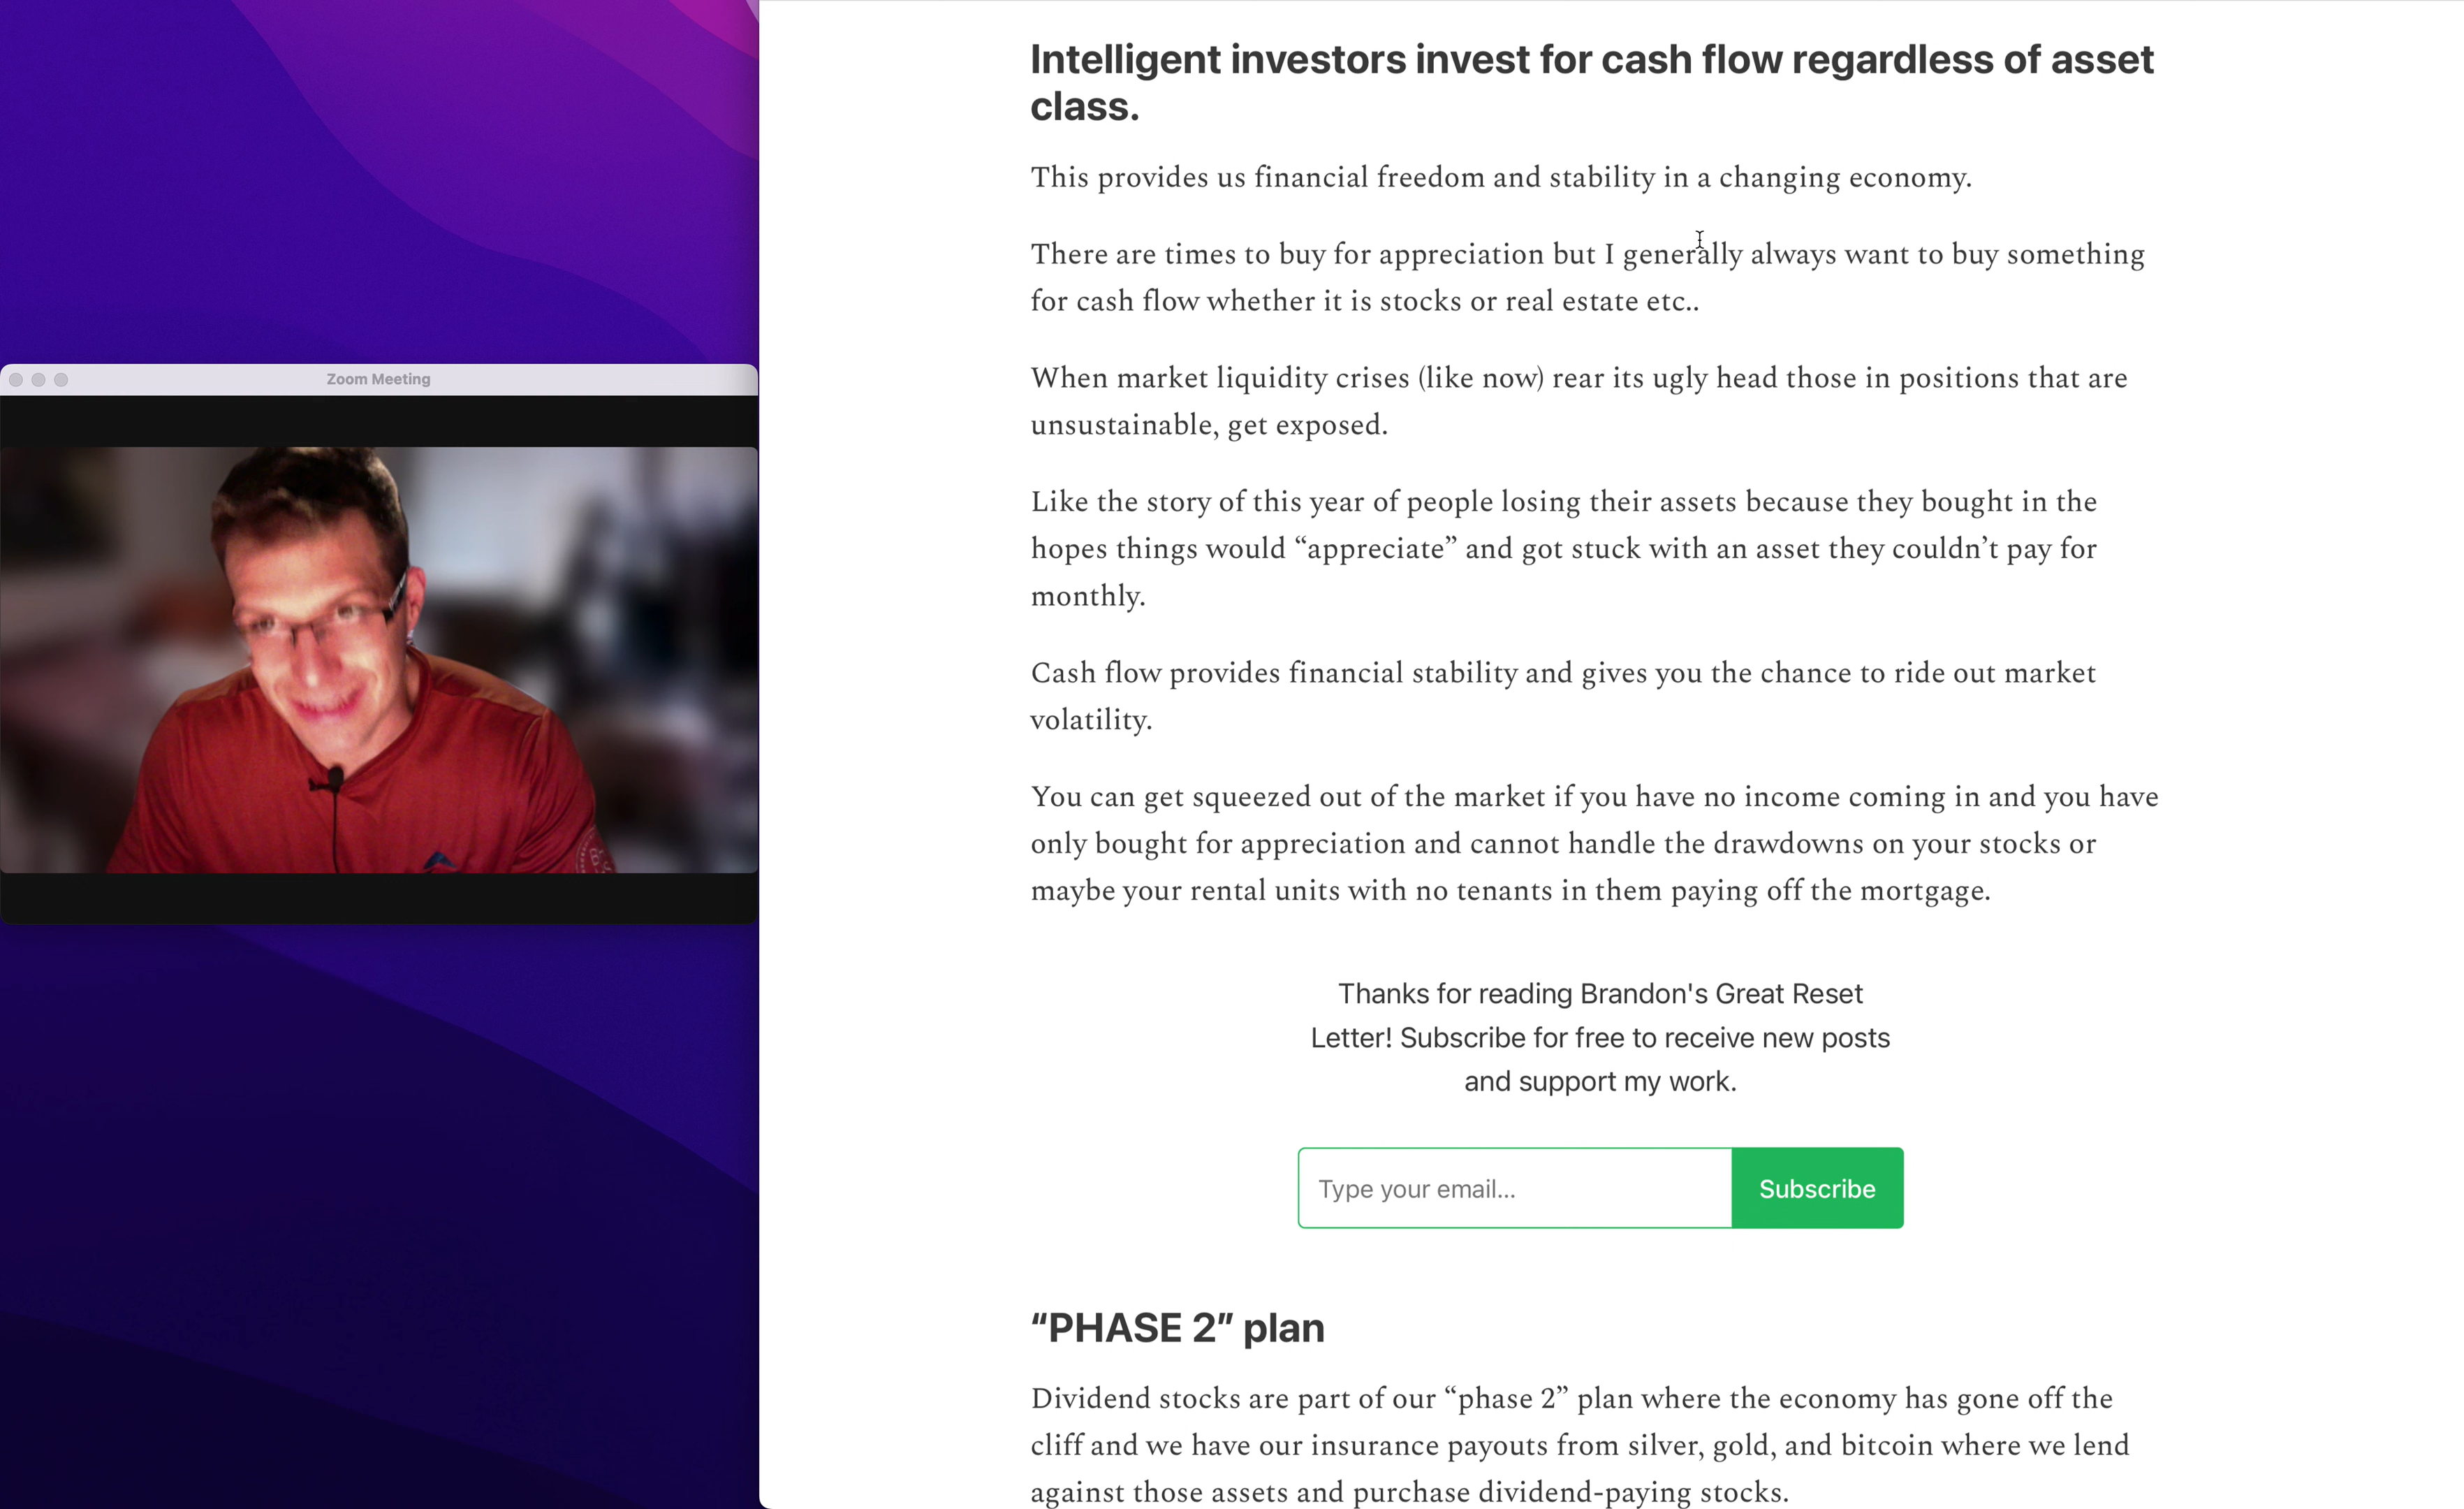 Intelligent investors invest for cash flow regardless of asset
class.
This provides us financial freedom and stability in a changing economy.
There are times to buy for appreciation but I generally always want to buy something
for cash flow whether it is stocks or real estate etc..
When market liquidity crises (like now) rear its ugly head those in positions that are
unsustainable, get exposed.
Like the story of this year of people losing their assets because they bought in the
hopes things would “appreciate” and got stuck with an asset they couldn’t pay for
monthly.
Cash flow provides financial stability and gives you the chance to ride out market
volatility.
You can get squeezed out of the market if you have no income coming in and you have
only bought for appreciation and cannot handle the drawdowns on your stocks or
maybe your rental units with no tenants in them paying off the mortgage.
Thanks for reading Brandon's Great Reset
Letter! Subscribe for free to receive new posts
and support my work.
Type your email...
Subscribe
“PHASE 2” plan
Dividend stocks are part of our “phase 2” plan where the economy has gone off the
cliff and we have our insurance payouts from silver, gold, and bitcoin where we lend
against those assets and purchase dividend-paying stocks.
Zoom Meeting